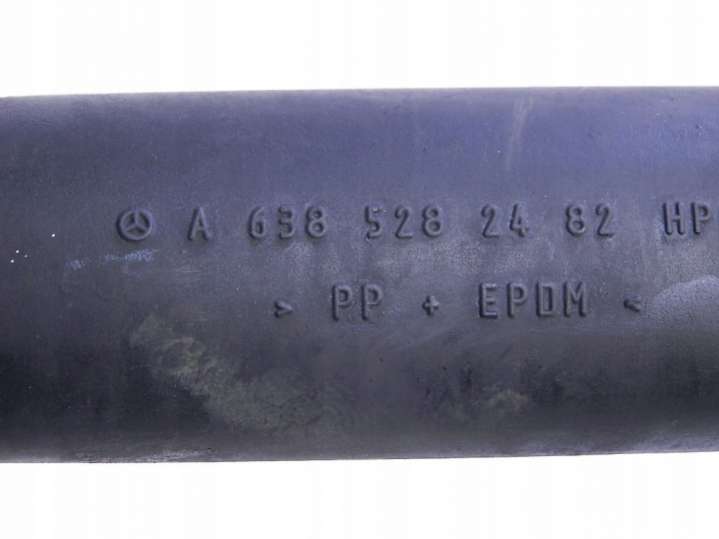 A 638 528 24 82 HP
> PP + EPDM <